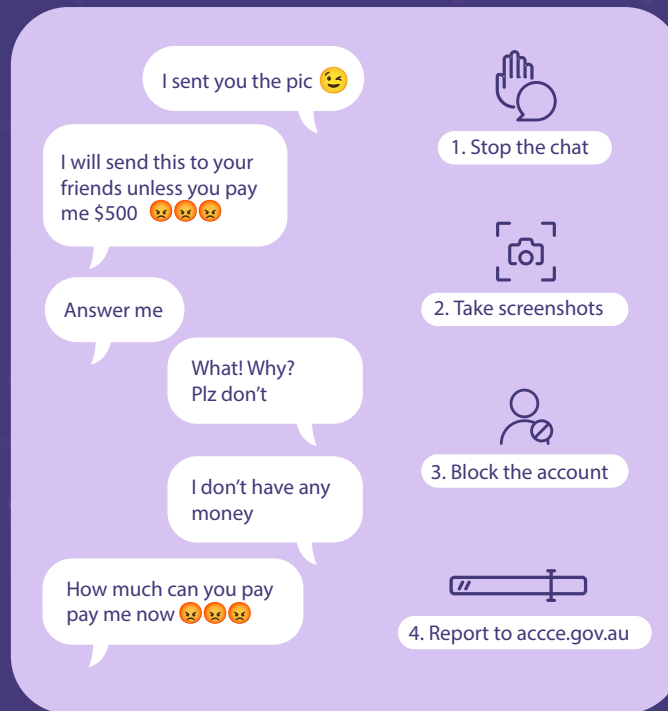 I sent you the pic 😉
I will send this to your
friends unless you pay
me $500 😡😡😡
Answer me
What! Why?
Plz don't
I don't have any
money
How much can you pay
pay me now 😡😡😡
1. Stop the chat
2. Take screenshots
3. Block the account
4. Report to accce.gov.au